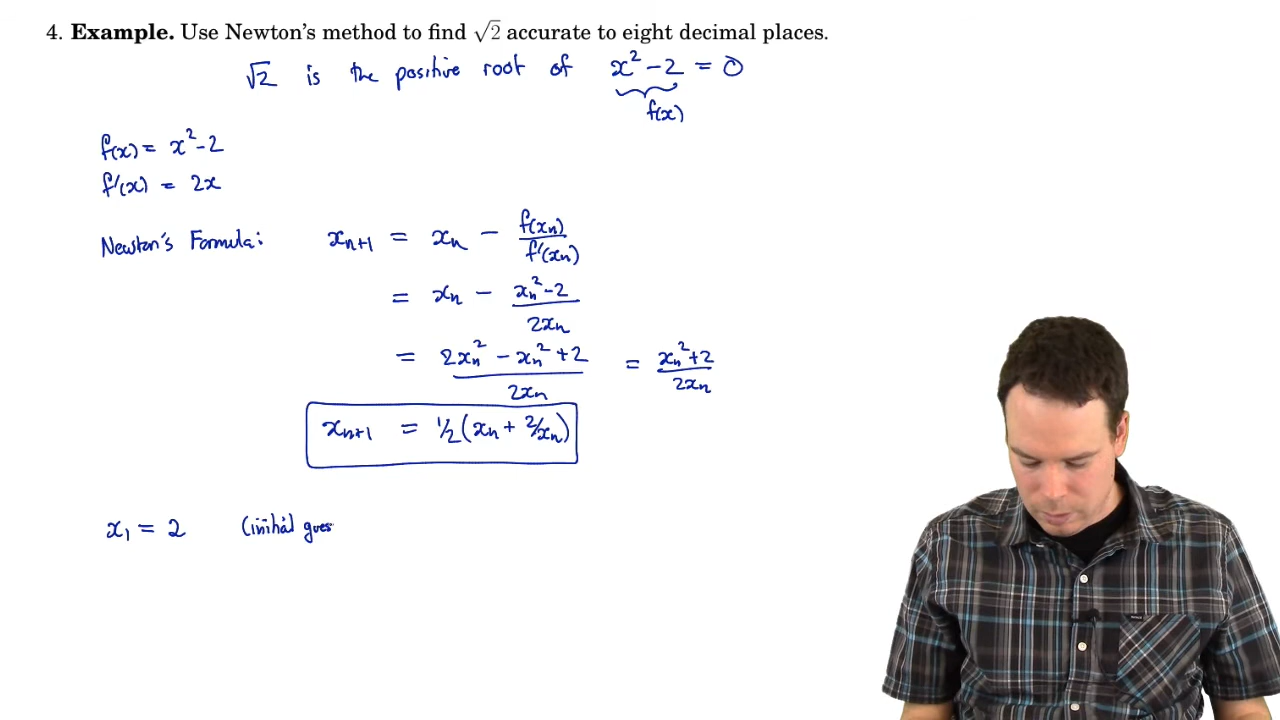 4. Example. Use Newton's method to find √2 accurate to eight decimal places.
√2 is the positive root of x² − 2 = 0
f(x)
f(x) = x² − 2
f'(x) = 2x
Newton's Formula: xₙ₊₁ = xₙ − f(xₙ)/f'(xₙ)
= xₙ − (xₙ² − 2)/(2xₙ)
= (2xₙ² − xₙ² + 2)/(2xₙ) = (xₙ² + 2)/(2xₙ)
xₙ₊₁ = ½(xₙ + 2/xₙ)
x₁ = 2 (initial gues